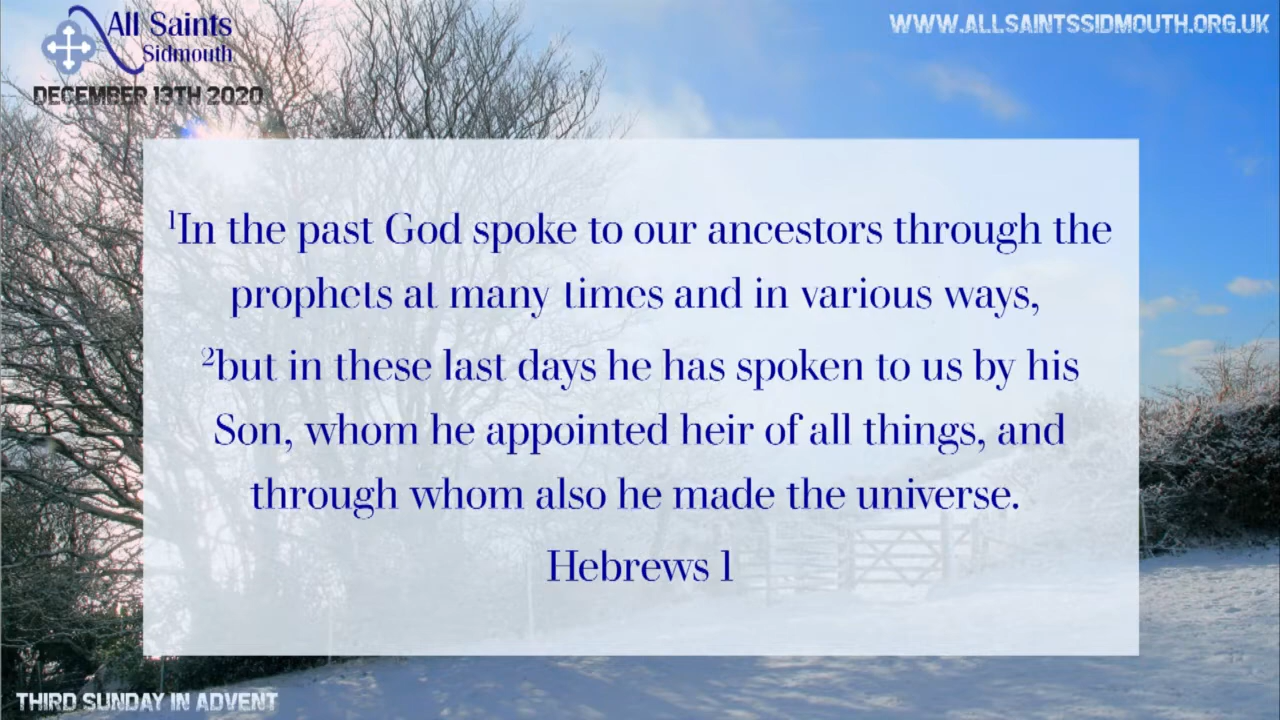 All Saints
Sidmouth
DECEMBER 13TH 2020
WWW.ALLSAINTSSIDMOUTH.ORG.UK
¹In the past God spoke to our ancestors through the
prophets at many times and in various ways,
²but in these last days he has spoken to us by his
Son, whom he appointed heir of all things, and
through whom also he made the universe.
Hebrews 1
THIRD SUNDAY IN ADVENT